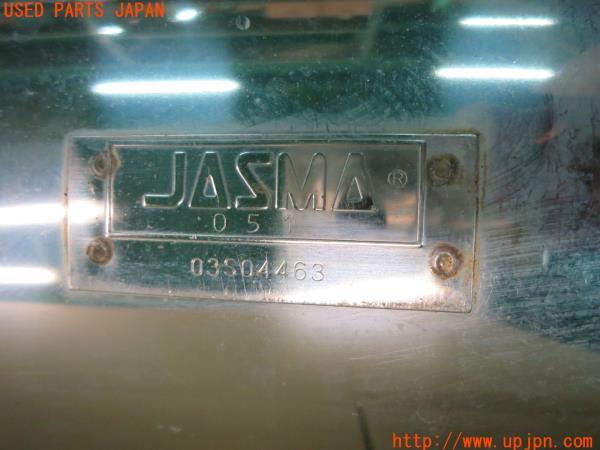 USED PARTS JAPAN
JASMA®
051
03S04463
http://www.upjpn.com/